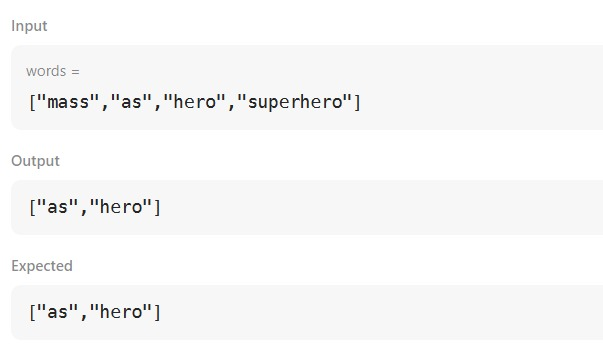 Input
words =
["mass","as","hero","superhero"]
Output
["as","hero"]
Expected
["as","hero"]